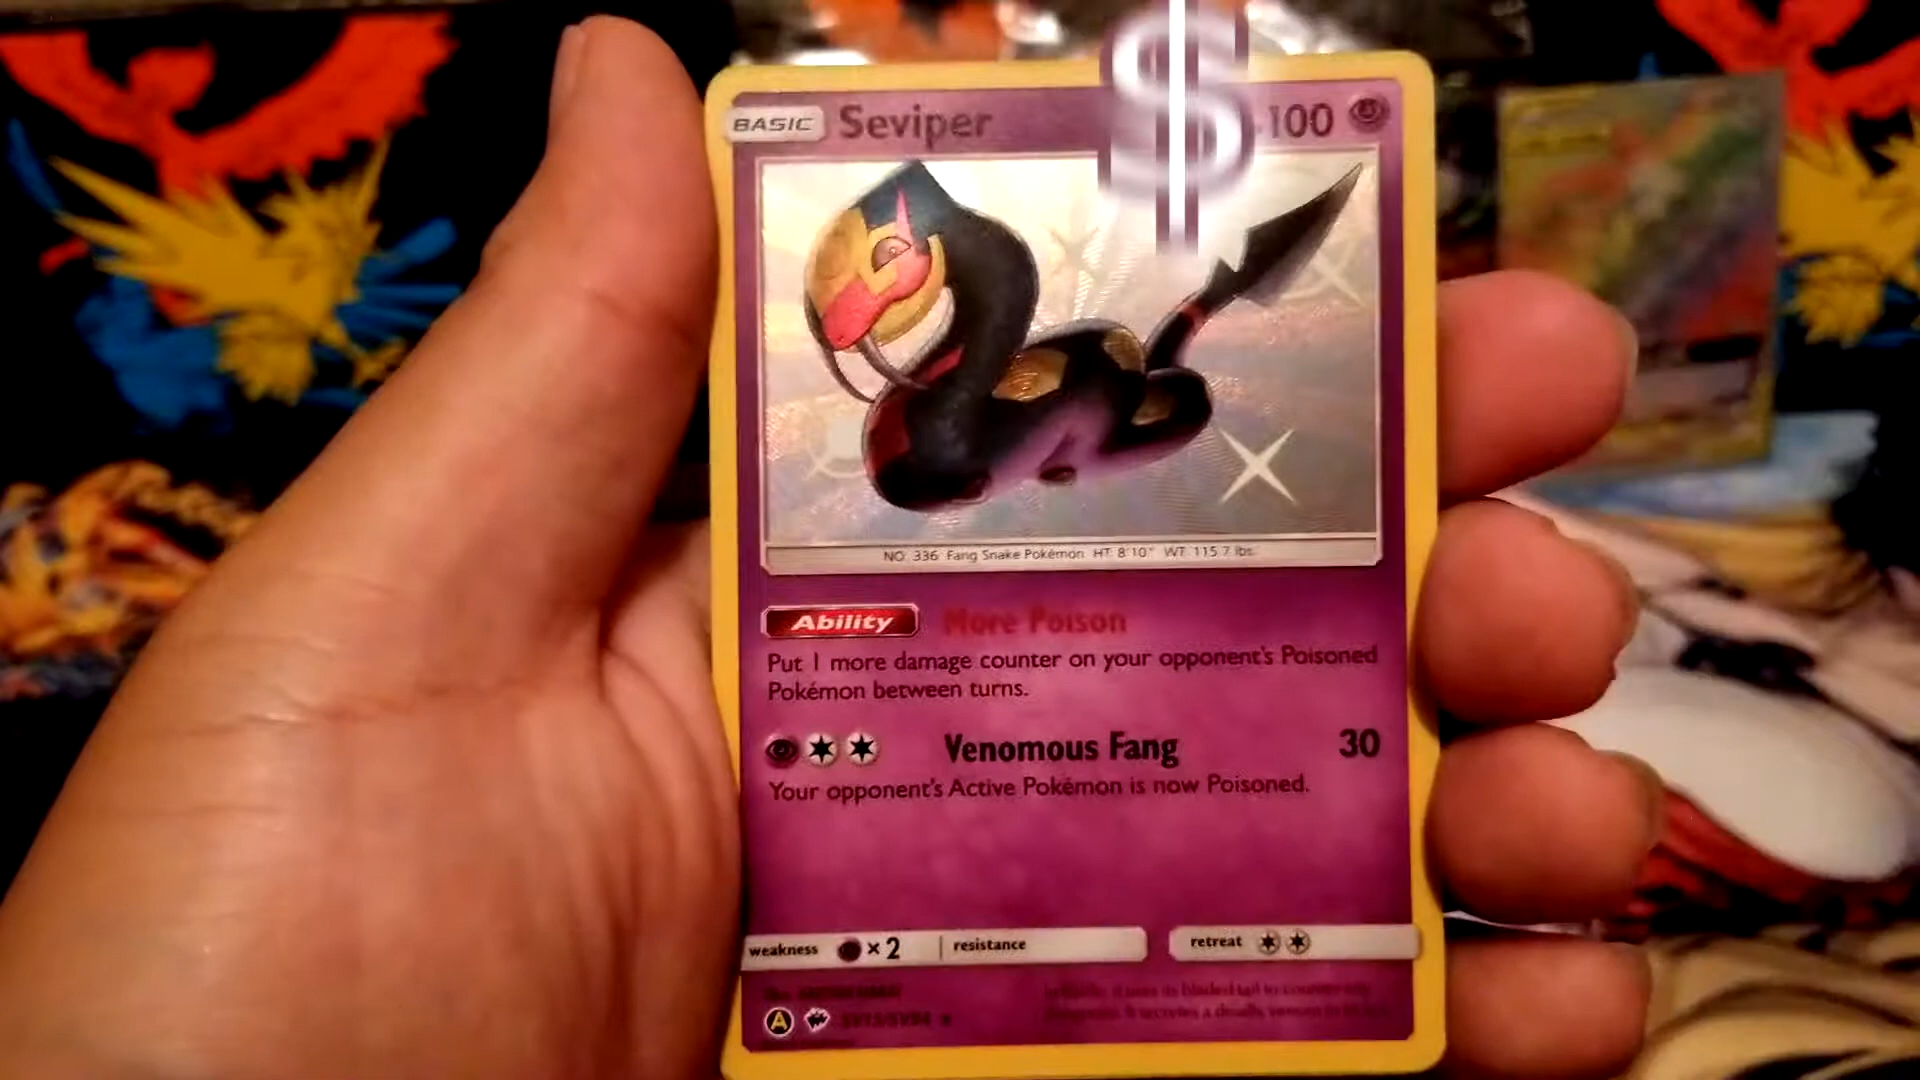 $
BASIC Seviper 100
NO. 336 Fang Snake Pokémon HT: 8'10" WT: 115.7 lbs.
Ability More Poison
Put 1 more damage counter on your opponent's Poisoned
Pokémon between turns.
Venomous Fang 30
Your opponent's Active Pokémon is now Poisoned.
weakness ×2 resistance retreat
A